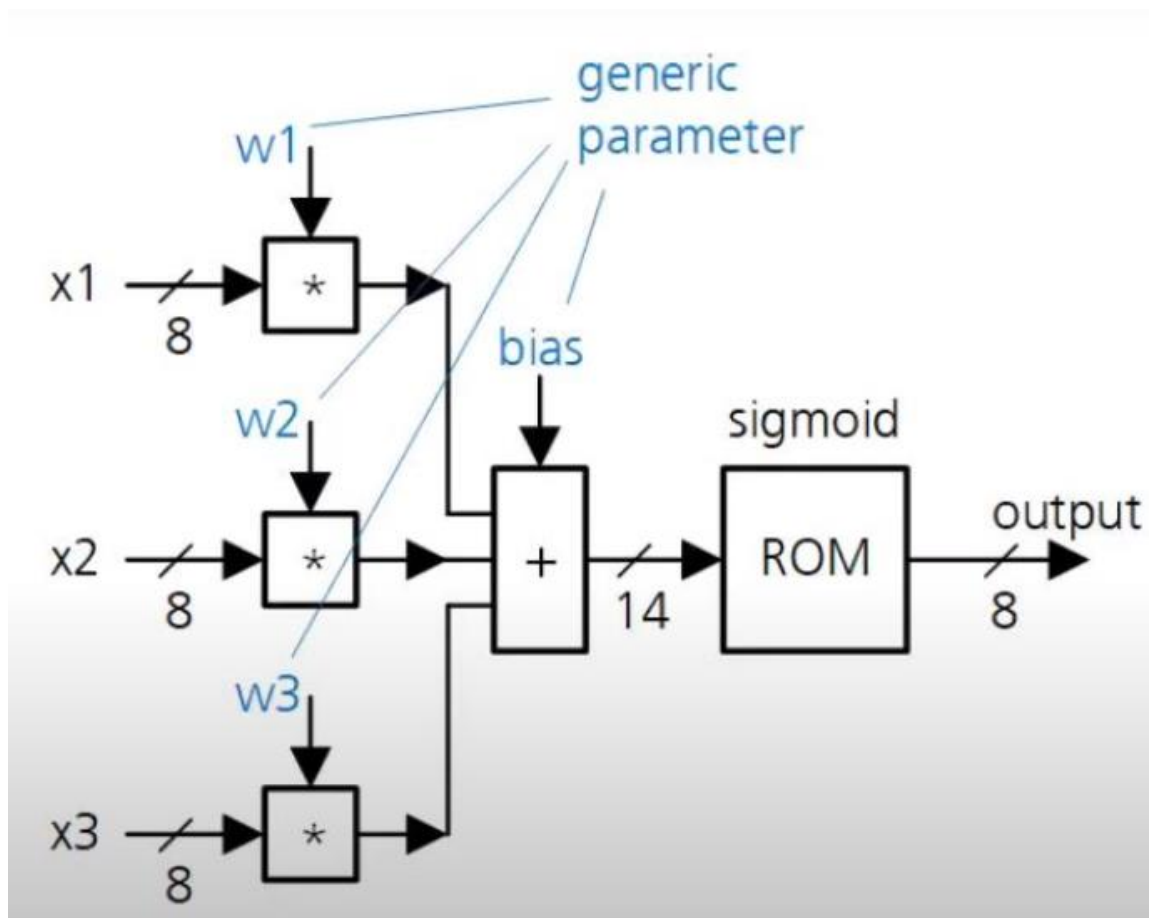 generic
parameter
w1
x1
*
8
bias
w2
sigmoid
x2
*
+
ROM
output
8
14
8
w3
x3
*
8